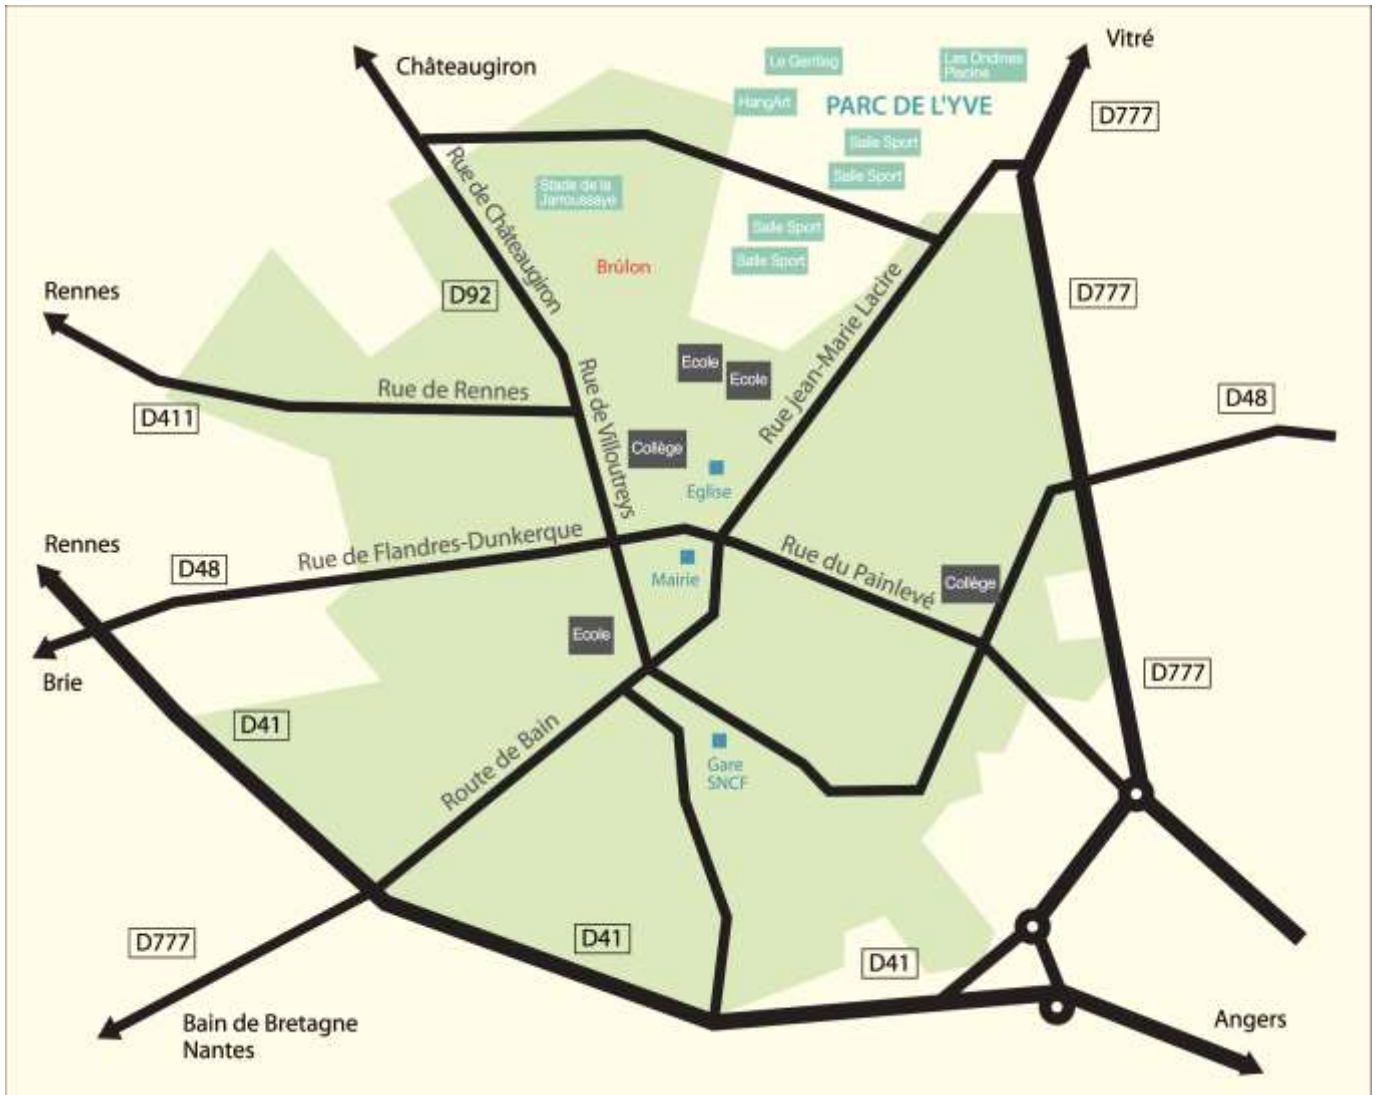 Vitré
Châteaugiron
Le Gentieg
Les Ondines
Piscine
HangArt
PARC DE L'YVE
D777
Salle Sport
Rue de Châteaugiron
Salle Sport
Stade de la
Jarroussaye
Salle Sport
Salle Sport
Brûlon
Rennes
D92
D777
Rue Jean-Marie Lacire
Ecole
Ecole
Rue de Rennes
Rue de Villoutreys
D411
D48
Collège
Eglise
Rennes
Rue de Flandres-Dunkerque
D48
Rue du Painlevé
Mairie
Collège
Ecole
Brie
D777
D41
Route de Bain
Gare
SNCF
D777
D41
D41
Bain de Bretagne
Nantes
Angers